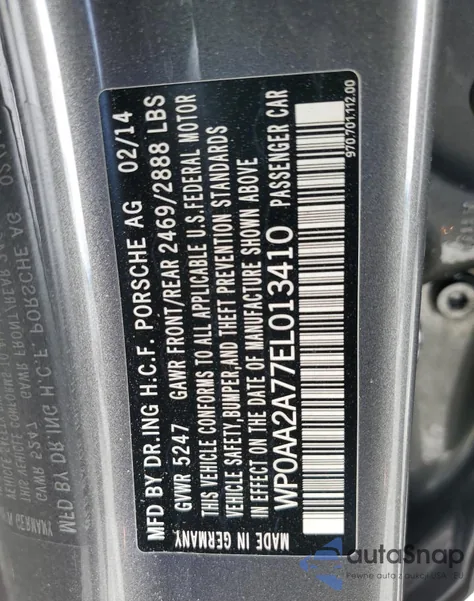 MFD BY DR.ING H.C.F. PORSCHE AG 02/14
GVWR 5247 GAWR FRONT/REAR 2469/2888 LBS
THIS VEHICLE CONFORMS TO ALL APPLICABLE U.S.FEDERAL MOTOR
VEHICLE SAFETY,BUMPER,AND THEFT PREVENTION STANDARDS
IN EFFECT ON THE DATE OF MANUFACTURE SHOWN ABOVE
WP0AA2A77EL013410 PASSENGER CAR
MADE IN GERMANY
970.701.112.00
autoSnap